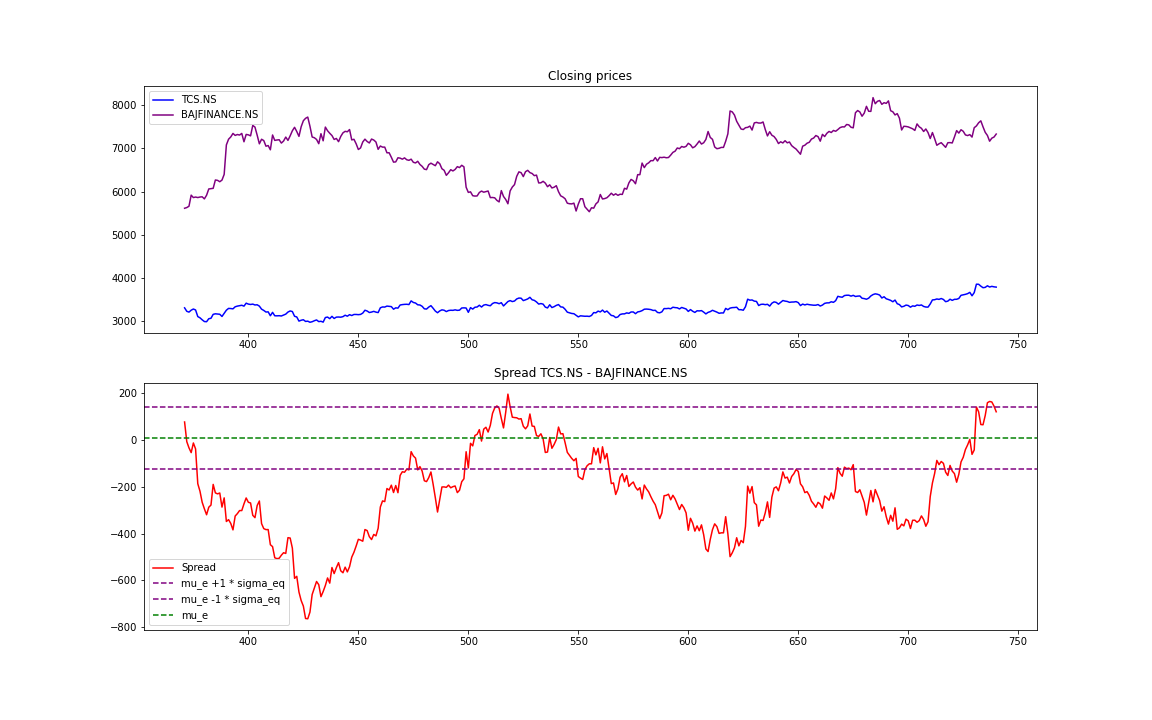 Closing prices
TCS.NS
BAJFINANCE.NS
8000
7000
6000
5000
4000
3000
400 450 500 550 600 650 700 750
Spread TCS.NS - BAJFINANCE.NS
200
0
−200
−400
−600
−800
Spread
mu_e +1 * sigma_eq
mu_e -1 * sigma_eq
mu_e
400 450 500 550 600 650 700 750